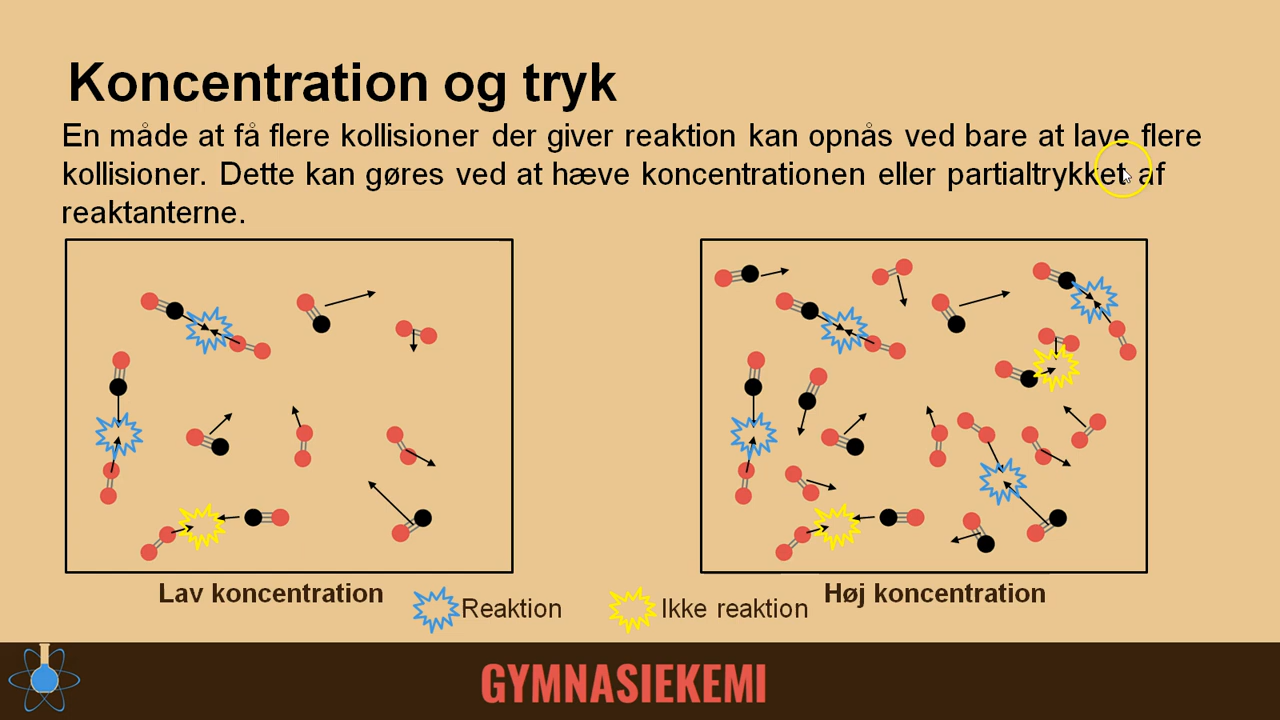 Koncentration og tryk
En måde at få flere kollisioner der giver reaktion kan opnås ved bare at lave flere
kollisioner. Dette kan gøres ved at hæve koncentrationen eller partialtrykket af
reaktanterne.
Lav koncentration
Høj koncentration
Reaktion
Ikke reaktion
GYMNASIEKEMI